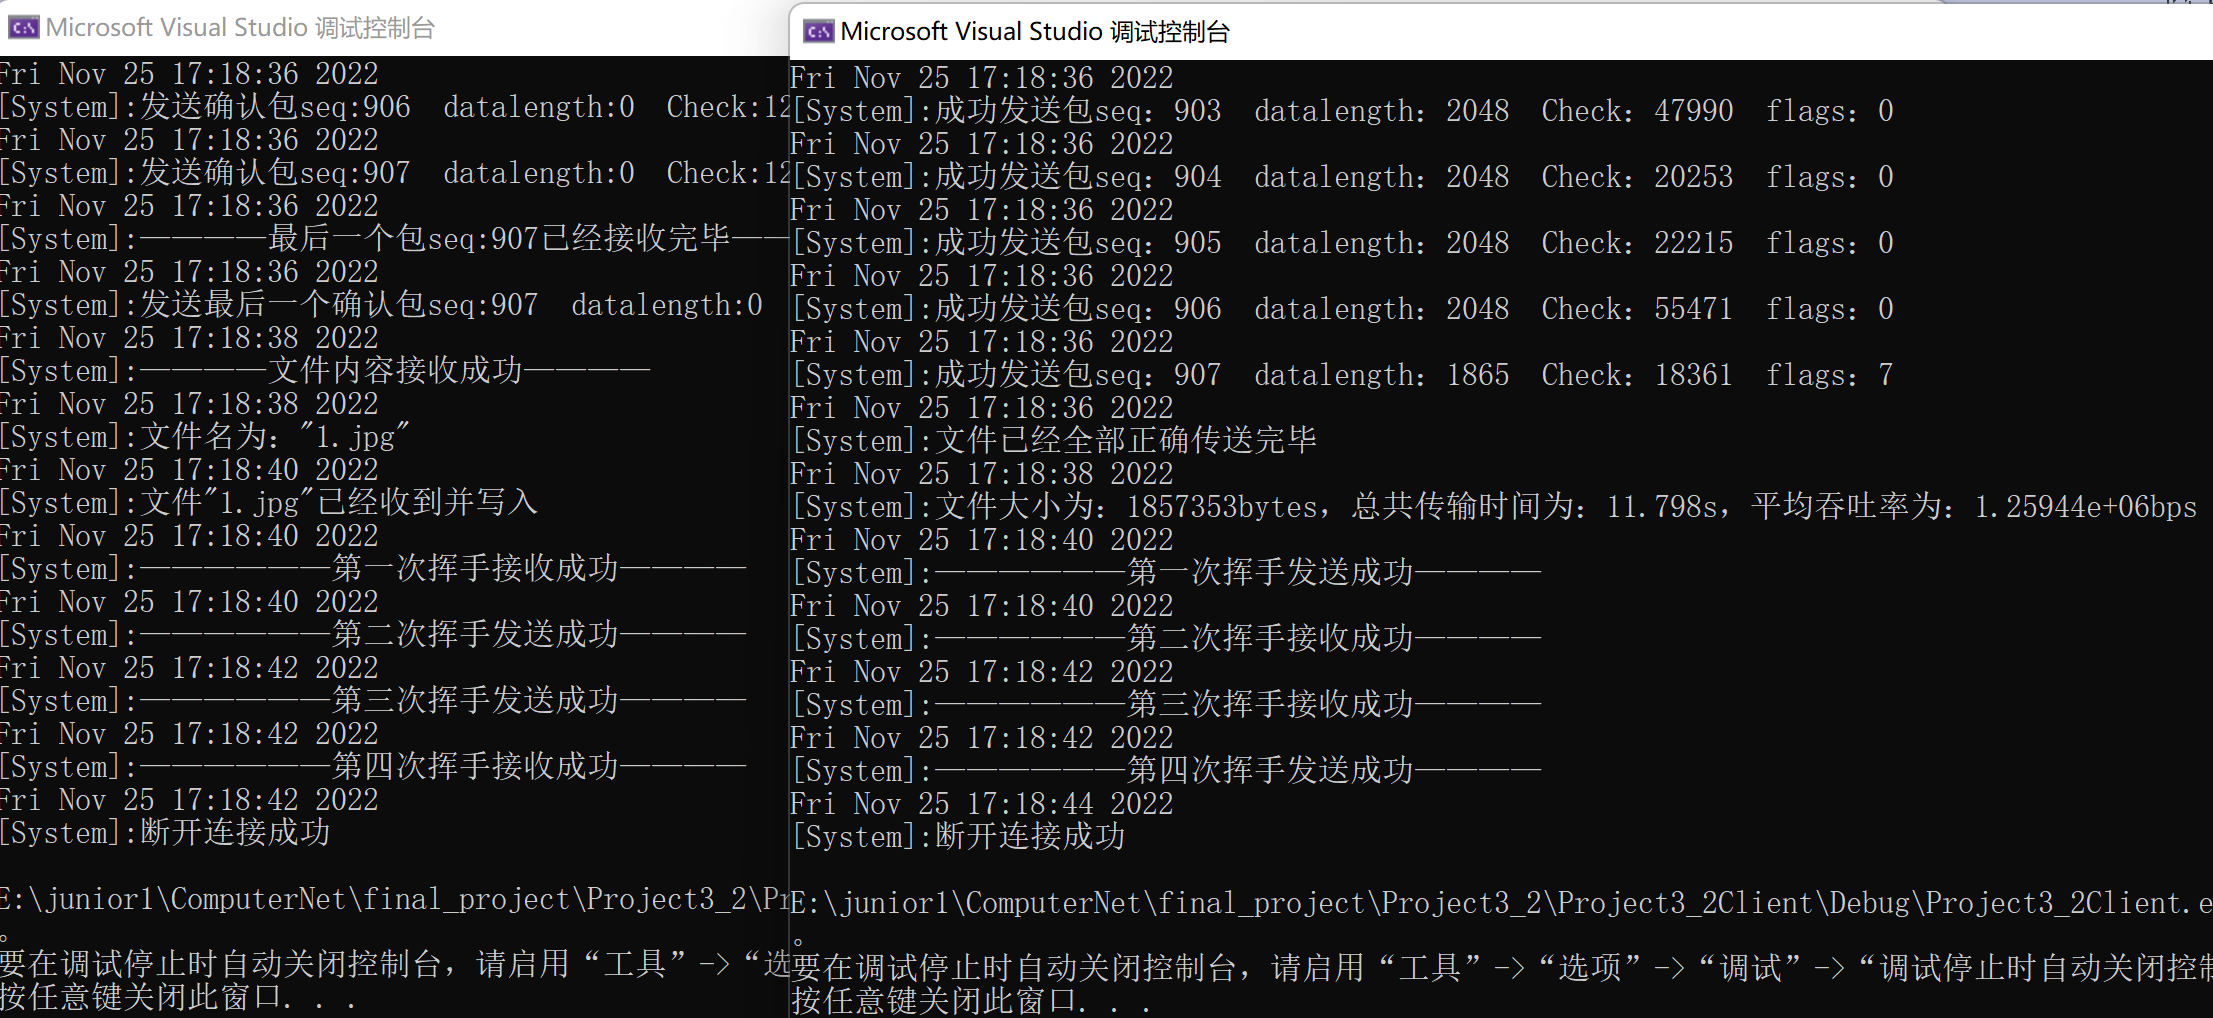 Microsoft Visual Studio 调试控制台
Fri Nov 25 17:18:36 2022
[System]:发送确认包seq:906  datalength:0  Check:12
Fri Nov 25 17:18:36 2022
[System]:发送确认包seq:907  datalength:0  Check:12
Fri Nov 25 17:18:36 2022
[System]:————最后一个包seq:907已经接收完毕——
Fri Nov 25 17:18:36 2022
[System]:发送最后一个确认包seq:907  datalength:0
Fri Nov 25 17:18:38 2022
[System]:————文件内容接收成功————
Fri Nov 25 17:18:38 2022
[System]:文件名为："1.jpg"
Fri Nov 25 17:18:40 2022
[System]:文件"1.jpg"已经收到并写入
Fri Nov 25 17:18:40 2022
[System]:——————第一次挥手接收成功————
Fri Nov 25 17:18:40 2022
[System]:——————第二次挥手发送成功————
Fri Nov 25 17:18:42 2022
[System]:——————第三次挥手发送成功————
Fri Nov 25 17:18:42 2022
[System]:——————第四次挥手接收成功————
Fri Nov 25 17:18:42 2022
[System]:断开连接成功
E:\junior1\ComputerNet\final_project\Project3_2\Pr
。
要在调试停止时自动关闭控制台，请启用“工具”->“选
按任意键关闭此窗口. . .
Microsoft Visual Studio 调试控制台
Fri Nov 25 17:18:36 2022
[System]:成功发送包seq：903  datalength：2048  Check：47990  flags：0
Fri Nov 25 17:18:36 2022
[System]:成功发送包seq：904  datalength：2048  Check：20253  flags：0
Fri Nov 25 17:18:36 2022
[System]:成功发送包seq：905  datalength：2048  Check：22215  flags：0
Fri Nov 25 17:18:36 2022
[System]:成功发送包seq：906  datalength：2048  Check：55471  flags：0
Fri Nov 25 17:18:36 2022
[System]:成功发送包seq：907  datalength：1865  Check：18361  flags：7
Fri Nov 25 17:18:36 2022
[System]:文件已经全部正确传送完毕
Fri Nov 25 17:18:38 2022
[System]:文件大小为：1857353bytes，总共传输时间为：11.798s，平均吞吐率为：1.25944e+06bps
Fri Nov 25 17:18:40 2022
[System]:——————第一次挥手发送成功————
Fri Nov 25 17:18:40 2022
[System]:——————第二次挥手接收成功————
Fri Nov 25 17:18:42 2022
[System]:——————第三次挥手接收成功————
Fri Nov 25 17:18:42 2022
[System]:——————第四次挥手发送成功————
Fri Nov 25 17:18:44 2022
[System]:断开连接成功
E:\junior1\ComputerNet\final_project\Project3_2\Project3_2Client\Debug\Project3_2Client.e
。
要在调试停止时自动关闭控制台，请启用“工具”->“选项”->“调试”->“调试停止时自动关闭控制
按任意键关闭此窗口. . .